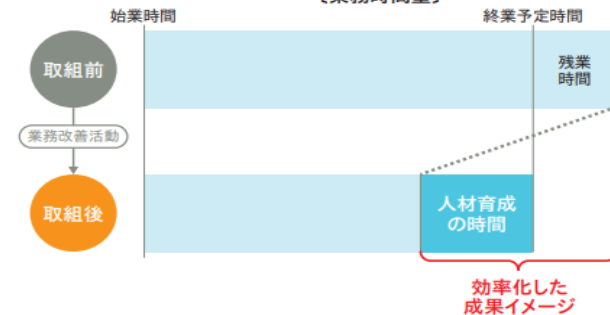 始業時間
終業予定時間
取組前
残業
時間
業務改善活動
取組後
人材育成
の時間
効率化した
成果イメージ